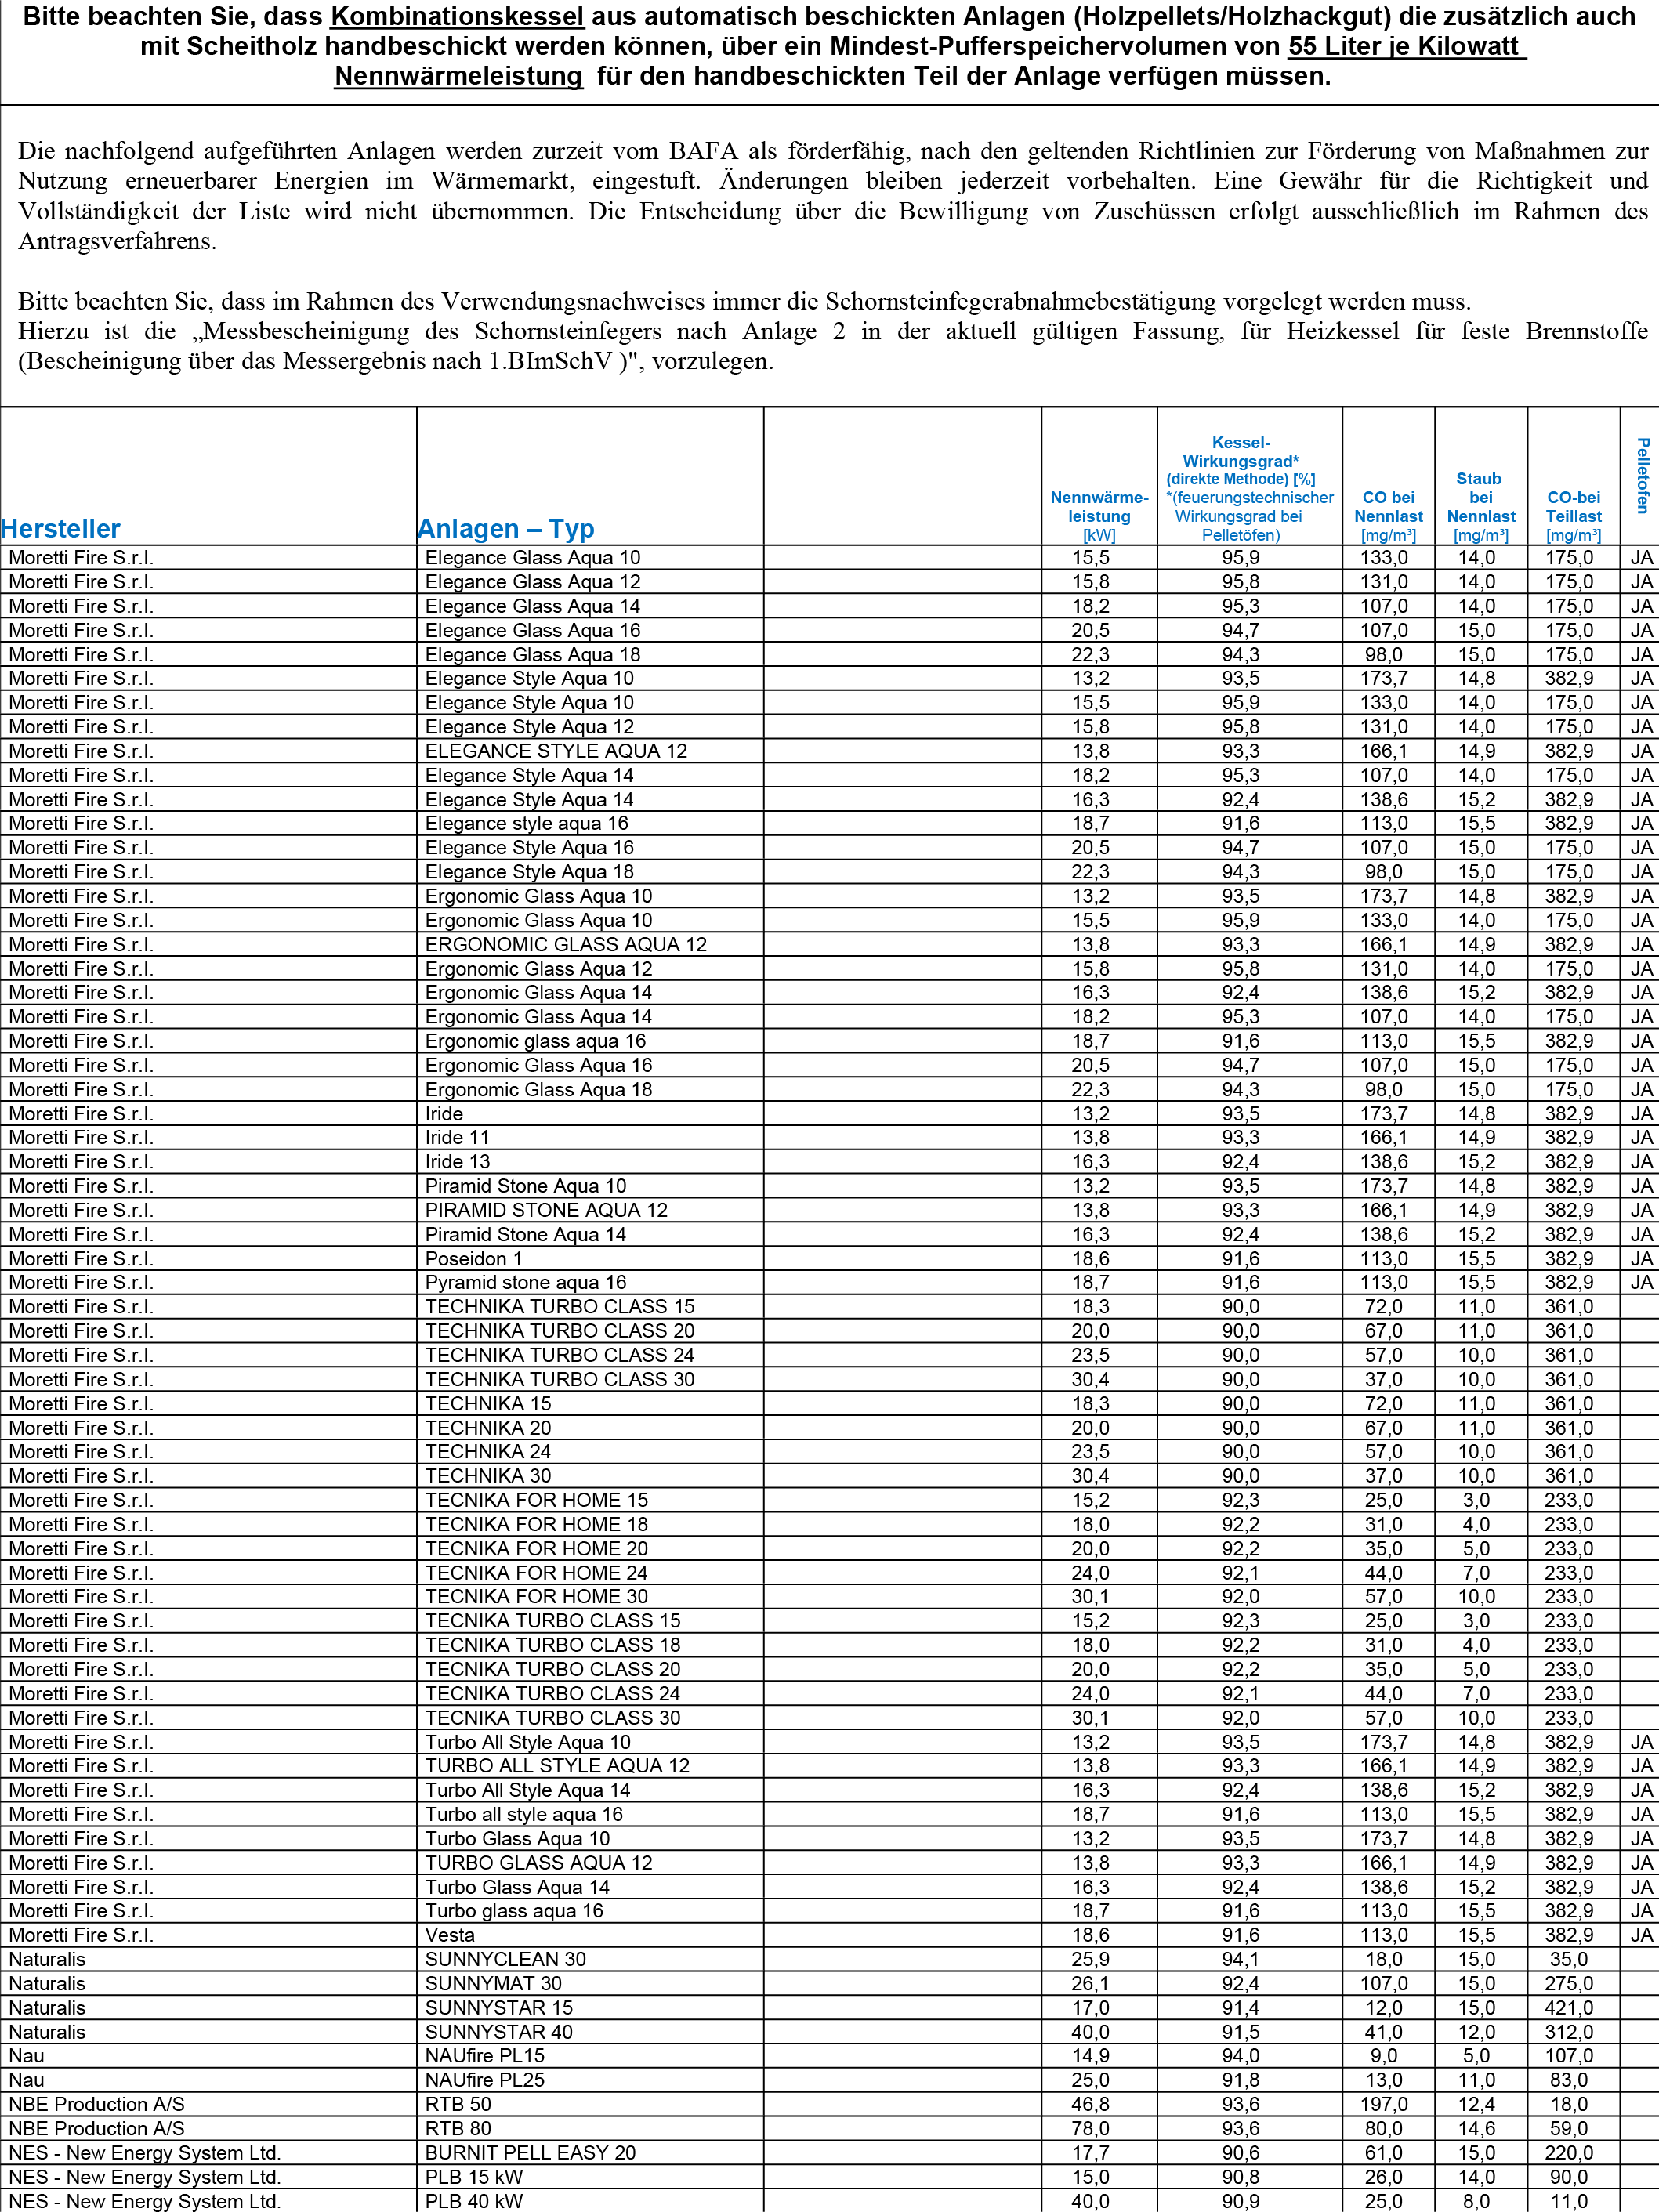 Bitte beachten Sie, dass Kombinationskessel aus automatisch beschickten Anlagen (Holzpellets/Holzhackgut) die zusätzlich auch
mit Scheitholz handbeschickt werden können, über ein Mindest-Pufferspeichervolumen von 55 Liter je Kilowatt
Nennwärmeleistung für den handbeschickten Teil der Anlage verfügen müssen.
Die nachfolgend aufgeführten Anlagen werden zurzeit vom BAFA als förderfähig, nach den geltenden Richtlinien zur Förderung von Maßnahmen zur
Nutzung erneuerbarer Energien im Wärmemarkt, eingestuft. Änderungen bleiben jederzeit vorbehalten. Eine Gewähr für die Richtigkeit und
Vollständigkeit der Liste wird nicht übernommen. Die Entscheidung über die Bewilligung von Zuschüssen erfolgt ausschließlich im Rahmen des
Antragsverfahrens.
Bitte beachten Sie, dass im Rahmen des Verwendungsnachweises immer die Schornsteinfegerabnahmebestätigung vorgelegt werden muss.
Hierzu ist die „Messbescheinigung des Schornsteinfegers nach Anlage 2 in der aktuell gültigen Fassung, für Heizkessel für feste Brennstoffe
(Bescheinigung über das Messergebnis nach 1.BImSchV )", vorzulegen.
Hersteller
Anlagen – Typ
Nennwärme-
leistung
[kW]
Kessel-
Wirkungsgrad*
(direkte Methode) [%]
*(feuerungstechnischer
Wirkungsgrad bei
Pelletöfen)
CO bei
Nennlast
[mg/m³]
Staub
bei
Nennlast
[mg/m³]
CO-bei
Teillast
[mg/m³]
Pelletofen
Moretti Fire S.r.l. Elegance Glass Aqua 10 15,5 95,9 133,0 14,0 175,0 JA
Moretti Fire S.r.l. Elegance Glass Aqua 12 15,8 95,8 131,0 14,0 175,0 JA
Moretti Fire S.r.l. Elegance Glass Aqua 14 18,2 95,3 107,0 14,0 175,0 JA
Moretti Fire S.r.l. Elegance Glass Aqua 16 20,5 94,7 107,0 15,0 175,0 JA
Moretti Fire S.r.l. Elegance Glass Aqua 18 22,3 94,3 98,0 15,0 175,0 JA
Moretti Fire S.r.l. Elegance Style Aqua 10 13,2 93,5 173,7 14,8 382,9 JA
Moretti Fire S.r.l. Elegance Style Aqua 10 15,5 95,9 133,0 14,0 175,0 JA
Moretti Fire S.r.l. Elegance Style Aqua 12 15,8 95,8 131,0 14,0 175,0 JA
Moretti Fire S.r.l. ELEGANCE STYLE AQUA 12 13,8 93,3 166,1 14,9 382,9 JA
Moretti Fire S.r.l. Elegance Style Aqua 14 18,2 95,3 107,0 14,0 175,0 JA
Moretti Fire S.r.l. Elegance Style Aqua 14 16,3 92,4 138,6 15,2 382,9 JA
Moretti Fire S.r.l. Elegance style aqua 16 18,7 91,6 113,0 15,5 382,9 JA
Moretti Fire S.r.l. Elegance Style Aqua 16 20,5 94,7 107,0 15,0 175,0 JA
Moretti Fire S.r.l. Elegance Style Aqua 18 22,3 94,3 98,0 15,0 175,0 JA
Moretti Fire S.r.l. Ergonomic Glass Aqua 10 13,2 93,5 173,7 14,8 382,9 JA
Moretti Fire S.r.l. Ergonomic Glass Aqua 10 15,5 95,9 133,0 14,0 175,0 JA
Moretti Fire S.r.l. ERGONOMIC GLASS AQUA 12 13,8 93,3 166,1 14,9 382,9 JA
Moretti Fire S.r.l. Ergonomic Glass Aqua 12 15,8 95,8 131,0 14,0 175,0 JA
Moretti Fire S.r.l. Ergonomic Glass Aqua 14 16,3 92,4 138,6 15,2 382,9 JA
Moretti Fire S.r.l. Ergonomic Glass Aqua 14 18,2 95,3 107,0 14,0 175,0 JA
Moretti Fire S.r.l. Ergonomic glass aqua 16 18,7 91,6 113,0 15,5 382,9 JA
Moretti Fire S.r.l. Ergonomic Glass Aqua 16 20,5 94,7 107,0 15,0 175,0 JA
Moretti Fire S.r.l. Ergonomic Glass Aqua 18 22,3 94,3 98,0 15,0 175,0 JA
Moretti Fire S.r.l. Iride 13,2 93,5 173,7 14,8 382,9 JA
Moretti Fire S.r.l. Iride 11 13,8 93,3 166,1 14,9 382,9 JA
Moretti Fire S.r.l. Iride 13 16,3 92,4 138,6 15,2 382,9 JA
Moretti Fire S.r.l. Piramid Stone Aqua 10 13,2 93,5 173,7 14,8 382,9 JA
Moretti Fire S.r.l. PIRAMID STONE AQUA 12 13,8 93,3 166,1 14,9 382,9 JA
Moretti Fire S.r.l. Piramid Stone Aqua 14 16,3 92,4 138,6 15,2 382,9 JA
Moretti Fire S.r.l. Poseidon 1 18,6 91,6 113,0 15,5 382,9 JA
Moretti Fire S.r.l. Pyramid stone aqua 16 18,7 91,6 113,0 15,5 382,9 JA
Moretti Fire S.r.l. TECHNIKA TURBO CLASS 15 18,3 90,0 72,0 11,0 361,0
Moretti Fire S.r.l. TECHNIKA TURBO CLASS 20 20,0 90,0 67,0 11,0 361,0
Moretti Fire S.r.l. TECHNIKA TURBO CLASS 24 23,5 90,0 57,0 10,0 361,0
Moretti Fire S.r.l. TECHNIKA TURBO CLASS 30 30,4 90,0 37,0 10,0 361,0
Moretti Fire S.r.l. TECHNIKA 15 18,3 90,0 72,0 11,0 361,0
Moretti Fire S.r.l. TECHNIKA 20 20,0 90,0 67,0 11,0 361,0
Moretti Fire S.r.l. TECHNIKA 24 23,5 90,0 57,0 10,0 361,0
Moretti Fire S.r.l. TECHNIKA 30 30,4 90,0 37,0 10,0 361,0
Moretti Fire S.r.l. TECNIKA FOR HOME 15 15,2 92,3 25,0 3,0 233,0
Moretti Fire S.r.l. TECNIKA FOR HOME 18 18,0 92,2 31,0 4,0 233,0
Moretti Fire S.r.l. TECNIKA FOR HOME 20 20,0 92,2 35,0 5,0 233,0
Moretti Fire S.r.l. TECNIKA FOR HOME 24 24,0 92,1 44,0 7,0 233,0
Moretti Fire S.r.l. TECNIKA FOR HOME 30 30,1 92,0 57,0 10,0 233,0
Moretti Fire S.r.l. TECNIKA TURBO CLASS 15 15,2 92,3 25,0 3,0 233,0
Moretti Fire S.r.l. TECNIKA TURBO CLASS 18 18,0 92,2 31,0 4,0 233,0
Moretti Fire S.r.l. TECNIKA TURBO CLASS 20 20,0 92,2 35,0 5,0 233,0
Moretti Fire S.r.l. TECNIKA TURBO CLASS 24 24,0 92,1 44,0 7,0 233,0
Moretti Fire S.r.l. TECNIKA TURBO CLASS 30 30,1 92,0 57,0 10,0 233,0
Moretti Fire S.r.l. Turbo All Style Aqua 10 13,2 93,5 173,7 14,8 382,9 JA
Moretti Fire S.r.l. TURBO ALL STYLE AQUA 12 13,8 93,3 166,1 14,9 382,9 JA
Moretti Fire S.r.l. Turbo All Style Aqua 14 16,3 92,4 138,6 15,2 382,9 JA
Moretti Fire S.r.l. Turbo all style aqua 16 18,7 91,6 113,0 15,5 382,9 JA
Moretti Fire S.r.l. Turbo Glass Aqua 10 13,2 93,5 173,7 14,8 382,9 JA
Moretti Fire S.r.l. TURBO GLASS AQUA 12 13,8 93,3 166,1 14,9 382,9 JA
Moretti Fire S.r.l. Turbo Glass Aqua 14 16,3 92,4 138,6 15,2 382,9 JA
Moretti Fire S.r.l. Turbo glass aqua 16 18,7 91,6 113,0 15,5 382,9 JA
Moretti Fire S.r.l. Vesta 18,6 91,6 113,0 15,5 382,9 JA
Naturalis SUNNYCLEAN 30 25,9 94,1 18,0 15,0 35,0
Naturalis SUNNYMAT 30 26,1 92,4 107,0 15,0 275,0
Naturalis SUNNYSTAR 15 17,0 91,4 12,0 15,0 421,0
Naturalis SUNNYSTAR 40 40,0 91,5 41,0 12,0 312,0
Nau NAUfire PL15 14,9 94,0 9,0 5,0 107,0
Nau NAUfire PL25 25,0 91,8 13,0 11,0 83,0
NBE Production A/S RTB 50 46,8 93,6 197,0 12,4 18,0
NBE Production A/S RTB 80 78,0 93,6 80,0 14,6 59,0
NES - New Energy System Ltd. BURNIT PELL EASY 20 17,7 90,6 61,0 15,0 220,0
NES - New Energy System Ltd. PLB 15 kW 15,0 90,8 26,0 14,0 90,0
NES - New Energy System Ltd. PLB 40 kW 40,0 90,9 25,0 8,0 11,0